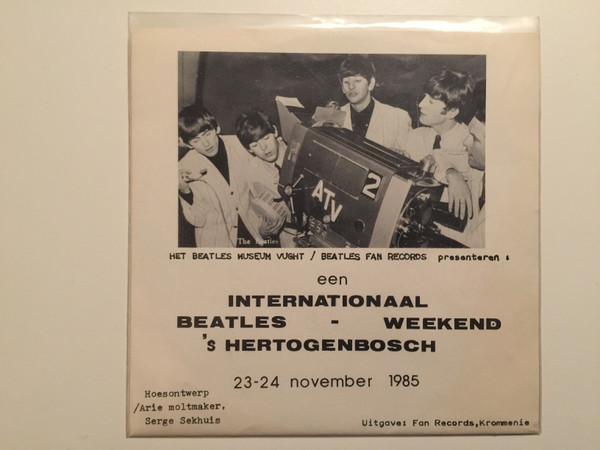 ATV
2
The Beatles
HET BEATLES MUSEUM VUGHT / BEATLES FAN RECORDS presenteren :
een
INTERNATIONAAL
BEATLES - WEEKEND
's HERTOGENBOSCH
23-24 november 1985
Hoesontwerp
/Arie moltmaker.
Serge Sekhuis
Uitgave: Fan Records,Krommenie